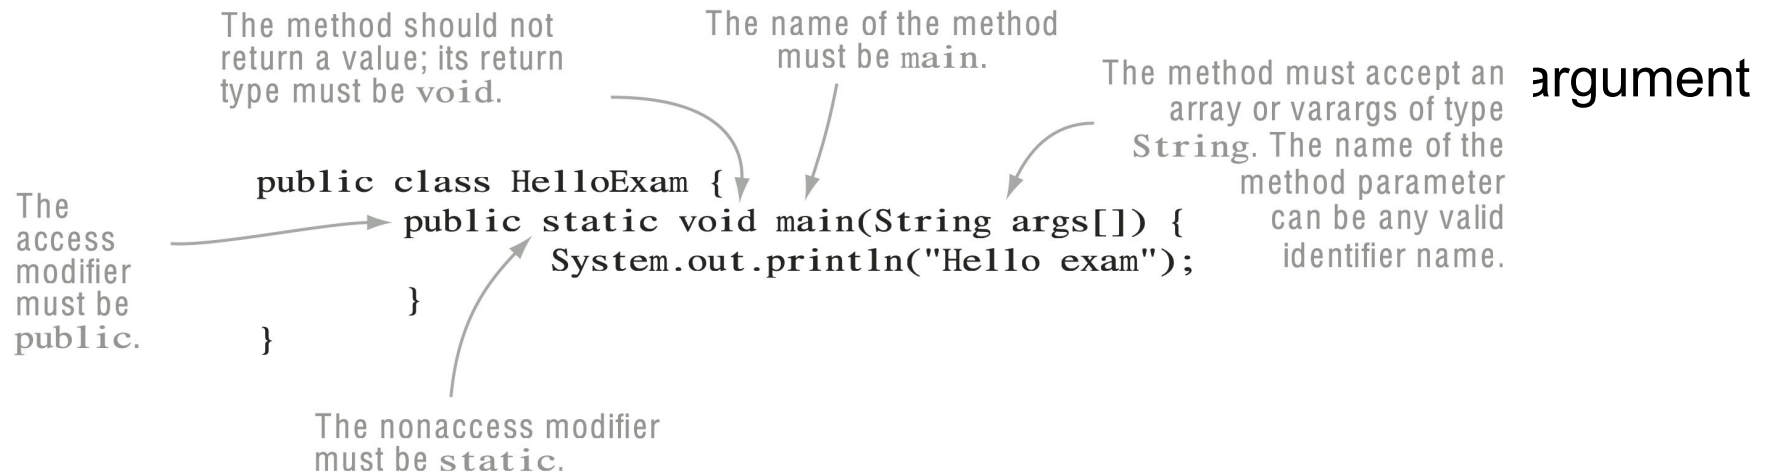 The method should not
return a value; its return
type must be void.
The name of the method
must be main.
The method must accept an
array or varargs of type
String. The name of the
method parameter
can be any valid
identifier name.
argument
public class HelloExam {
public static void main(String args[]) {
System.out.println("Hello exam");
}
}
The
access
modifier
must be
public.
The nonaccess modifier
must be static.